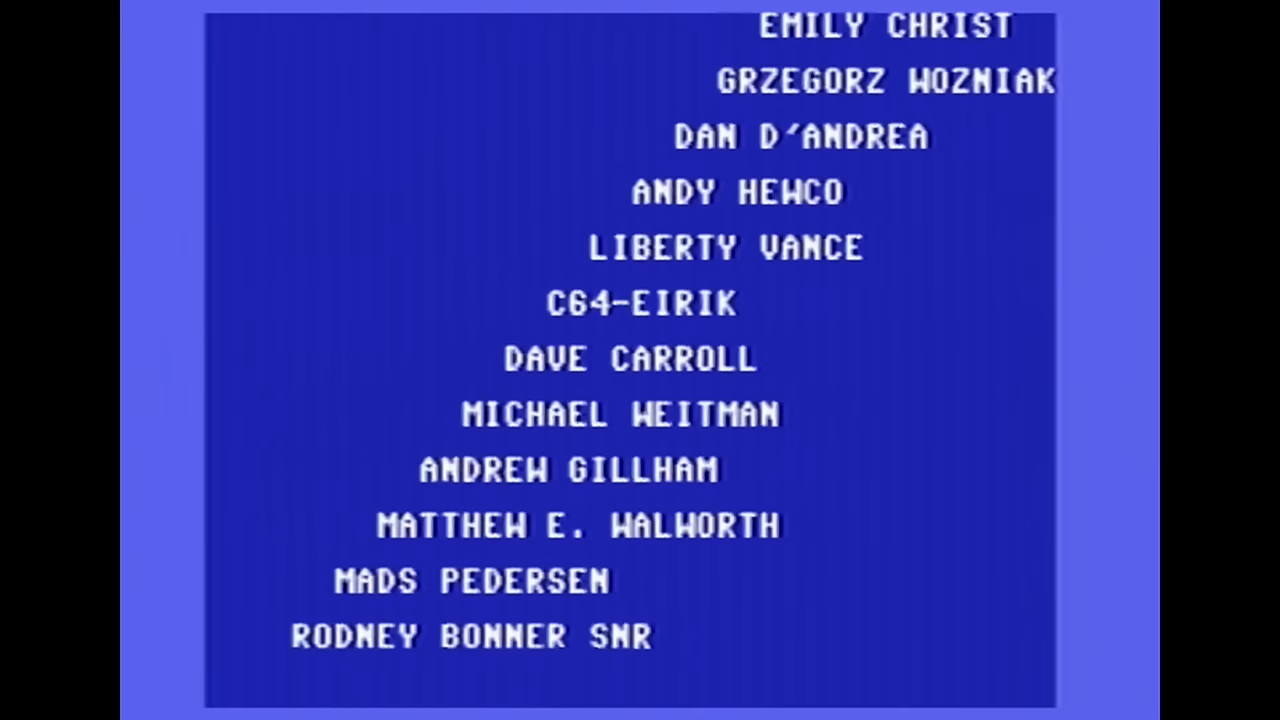 EMILY CHRIST
GRZEGORZ WOZNIAK
DAN D'ANDREA
ANDY HEWCO
LIBERTY VANCE
C64-EIRIK
DAVE CARROLL
MICHAEL WEITMAN
ANDREW GILLHAM
MATTHEW E. WALWORTH
MADS PEDERSEN
RODNEY BONNER SNR